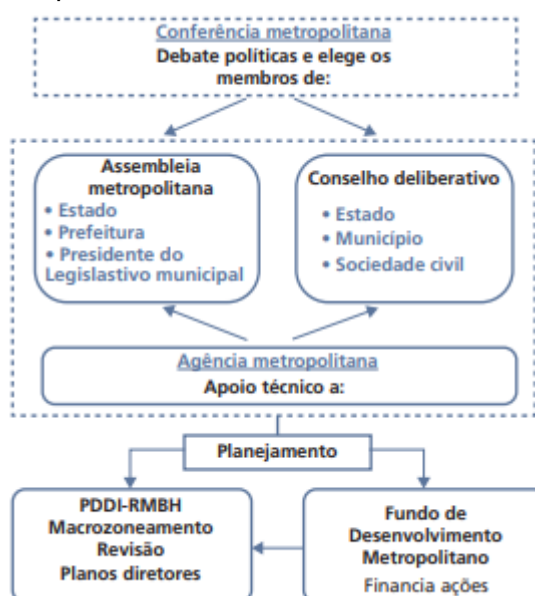 Conferência metropolitana
Debate políticas e elege os
membros de:
Assembleia
metropolitana
• Estado
• Prefeitura
• Presidente do
Legislastivo municipal
Conselho deliberativo
• Estado
• Município
• Sociedade civil
Agência metropolitana
Apoio técnico a:
Planejamento
PDDI-RMBH
Macrozoneamento
Revisão
Planos diretores
Fundo de
Desenvolvimento
Metropolitano
Financia ações